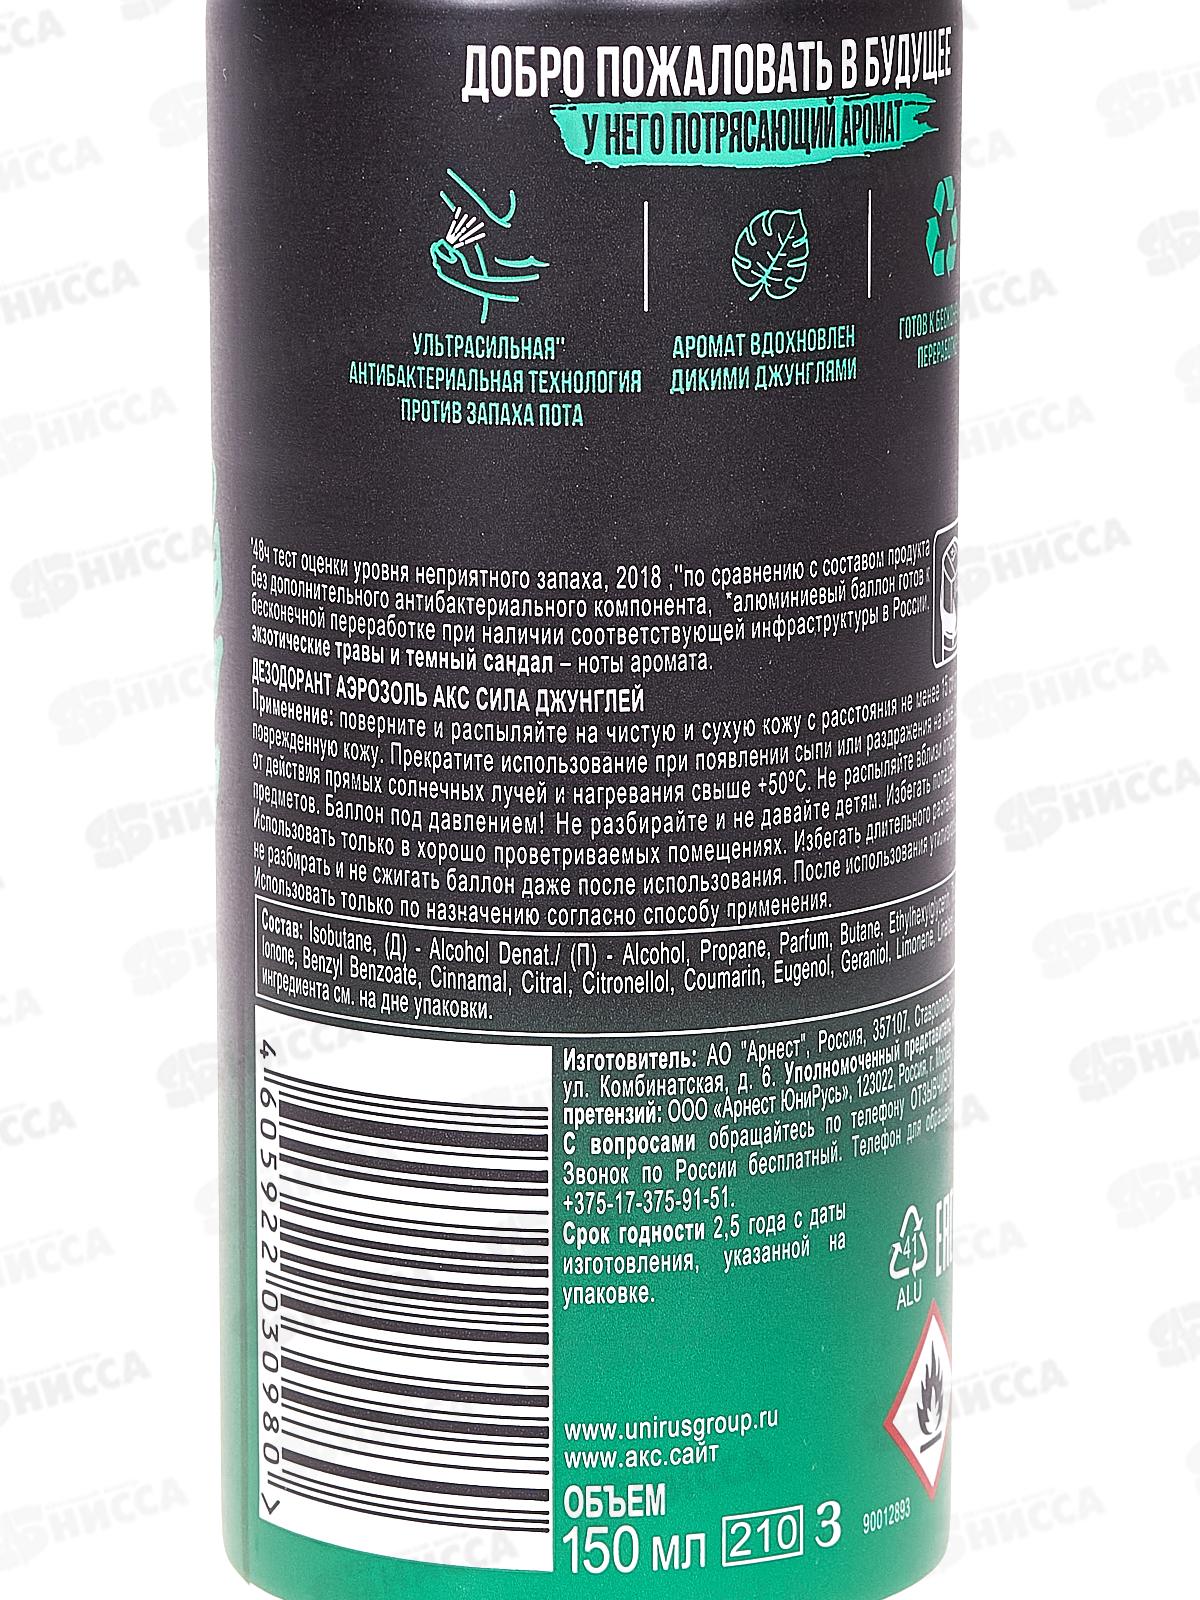 ДОБРО ПОЖАЛОВАТЬ В БУДУЩЕЕ
У НЕГО ПОТРЯСАЮЩИЙ АРОМАТ
УЛЬТРАСИЛЬНАЯ"
АНТИБАКТЕРИАЛЬНАЯ ТЕХНОЛОГИЯ
ПРОТИВ ЗАПАХА ПОТА
АРОМАТ ВДОХНОВЛЕН
ДИКИМИ ДЖУНГЛЯМИ
ГОТОВ К
'48ч тест оценки уровня неприятного запаха, 2018 ,"по сравнению с составом продукта
без дополнительного антибактериального компонента, *алюминиевый баллон готов к
бесконечной переработке при наличии соответствующей инфраструктуры в России.
экзотические травы и темный сандал – ноты аромата.
ДЕЗОДОРАНТ АЭРОЗОЛЬ АКС СИЛА ДЖУНГЛЕЙ
Применение: поверните и распыляйте на чистую и сухую кожу с расстояния не менее 15
поврежденную кожу. Прекратите использование при появлении сыпи или раздражения на
от действия прямых солнечных лучей и нагревания свыше +50°С. Не распыляйте вблизи
предметов. Баллон под давлением! Не разбирайте и не давайте детям. Избегать
Использовать только в хорошо проветриваемых помещениях. Избегать длительного
не разбирать и не сжигать баллон даже после использования. После использования
Использовать только по назначению согласно способу применения.
Состав: Isobutane, (Д) - Alcohol Denat./ (П) - Alcohol, Propane, Parfum, Butane, Ethylhexylglycerin,
Ionone, Benzyl Benzoate, Cinnamal, Citral, Citronellol, Coumarin, Eugenol, Geraniol, Limonene,
ингредиента см. на дне упаковки.
Изготовитель: АО "Арнест", Россия, 357107,
ул. Комбинатская, д. 6. Уполномоченный
претензий: ООО «Арнест ЮниРусь», 123022, Россия, г.
С вопросами обращайтесь по телефону
Звонок по России бесплатный. Телефон для
+375-17-375-91-51.
Срок годности 2,5 года с даты
изготовления, указанной на
упаковке.
41
ALU
EAC
4 605922 030980 >
www.unirusgroup.ru
www.акс.сайт
ОБЪЕМ
150 мл 210 3 90012893
НИССА